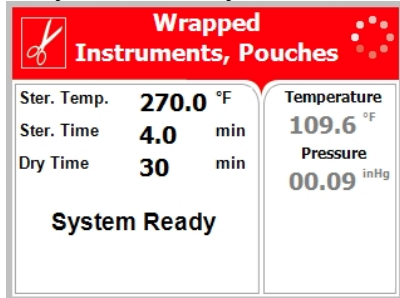 Wrapped
Instruments, Pouches
Ster. Temp. 270.0 °F
Ster. Time 4.0 min
Dry Time 30 min
System Ready
Temperature
109.6 °F
Pressure
00.09 inHg